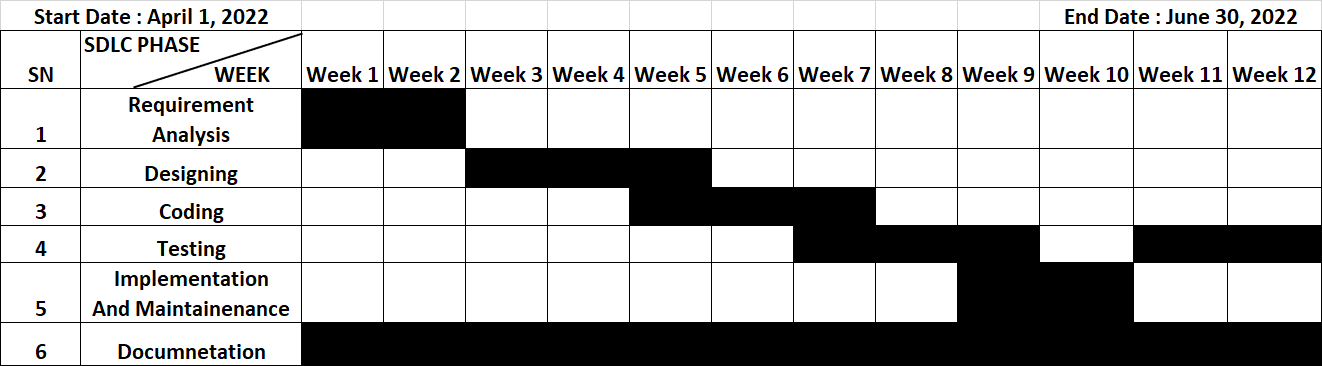 Start Date : April 1, 2022 End Date : June 30, 2022
SDLC PHASE
SN WEEK Week 1 Week 2 Week 3 Week 4 Week 5 Week 6 Week 7 Week 8 Week 9 Week 10 Week 11 Week 12
Requirement
1 Analysis
2 Designing
3 Coding
4 Testing
Implementation
5 And Maintainenance
6 Documnetation